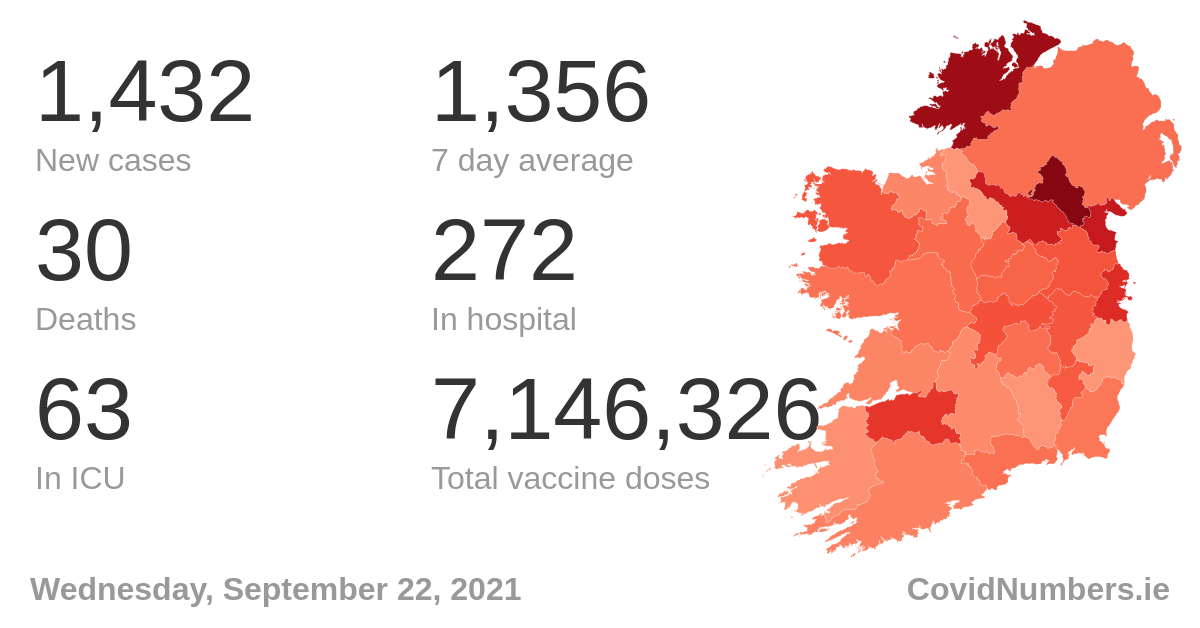 1,432
New cases
1,356
7 day average
30
Deaths
272
In hospital
63
In ICU
7,146,326
Total vaccine doses
Wednesday, September 22, 2021
CovidNumbers.ie